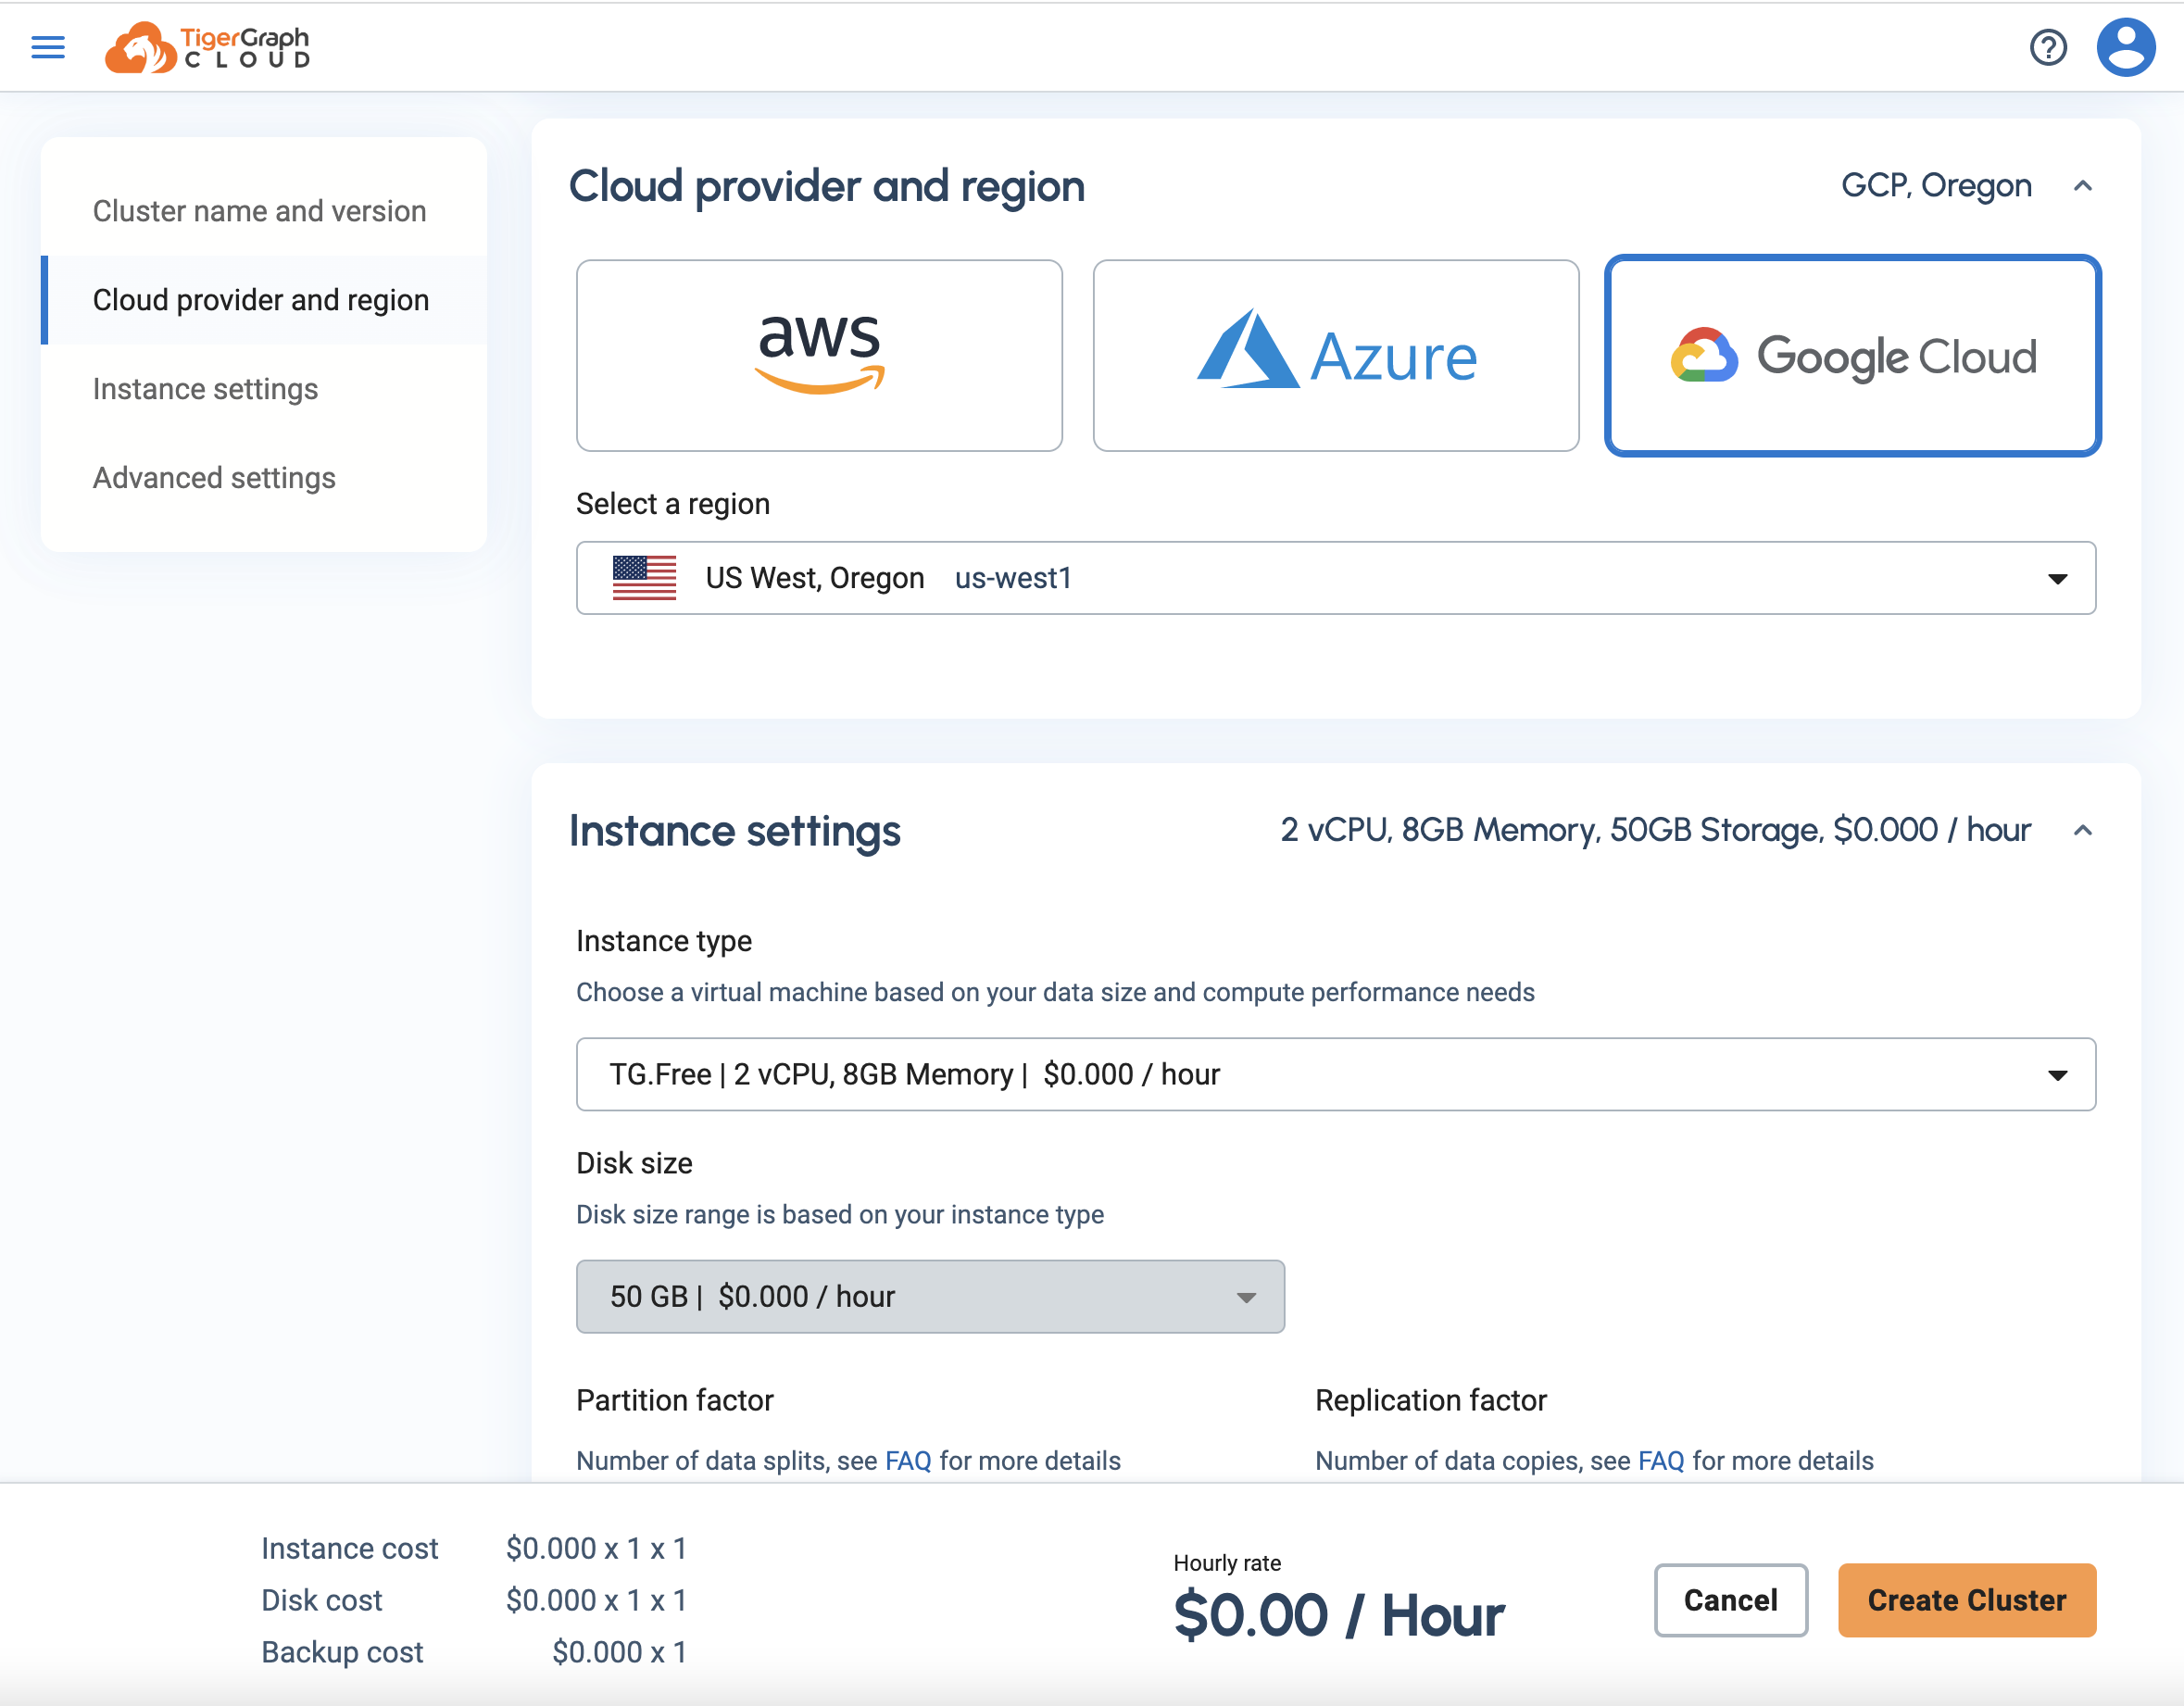 TigerGraph
CLOUD
Cluster name and version
Cloud provider and region
Instance settings
Advanced settings
Cloud provider and region
GCP, Oregon
aws
Azure
Google Cloud
Select a region
US West, Oregon us-west1
Instance settings
2 vCPU, 8GB Memory, 50GB Storage, $0.000 / hour
Instance type
Choose a virtual machine based on your data size and compute performance needs
TG.Free | 2 vCPU, 8GB Memory | $0.000 / hour
Disk size
Disk size range is based on your instance type
50 GB | $0.000 / hour
Partition factor
Number of data splits, see FAQ for more details
Replication factor
Number of data copies, see FAQ for more details
Instance cost $0.000 x 1 x 1
Disk cost $0.000 x 1 x 1
Backup cost $0.000 x 1
Hourly rate
$0.00 / Hour
Cancel
Create Cluster